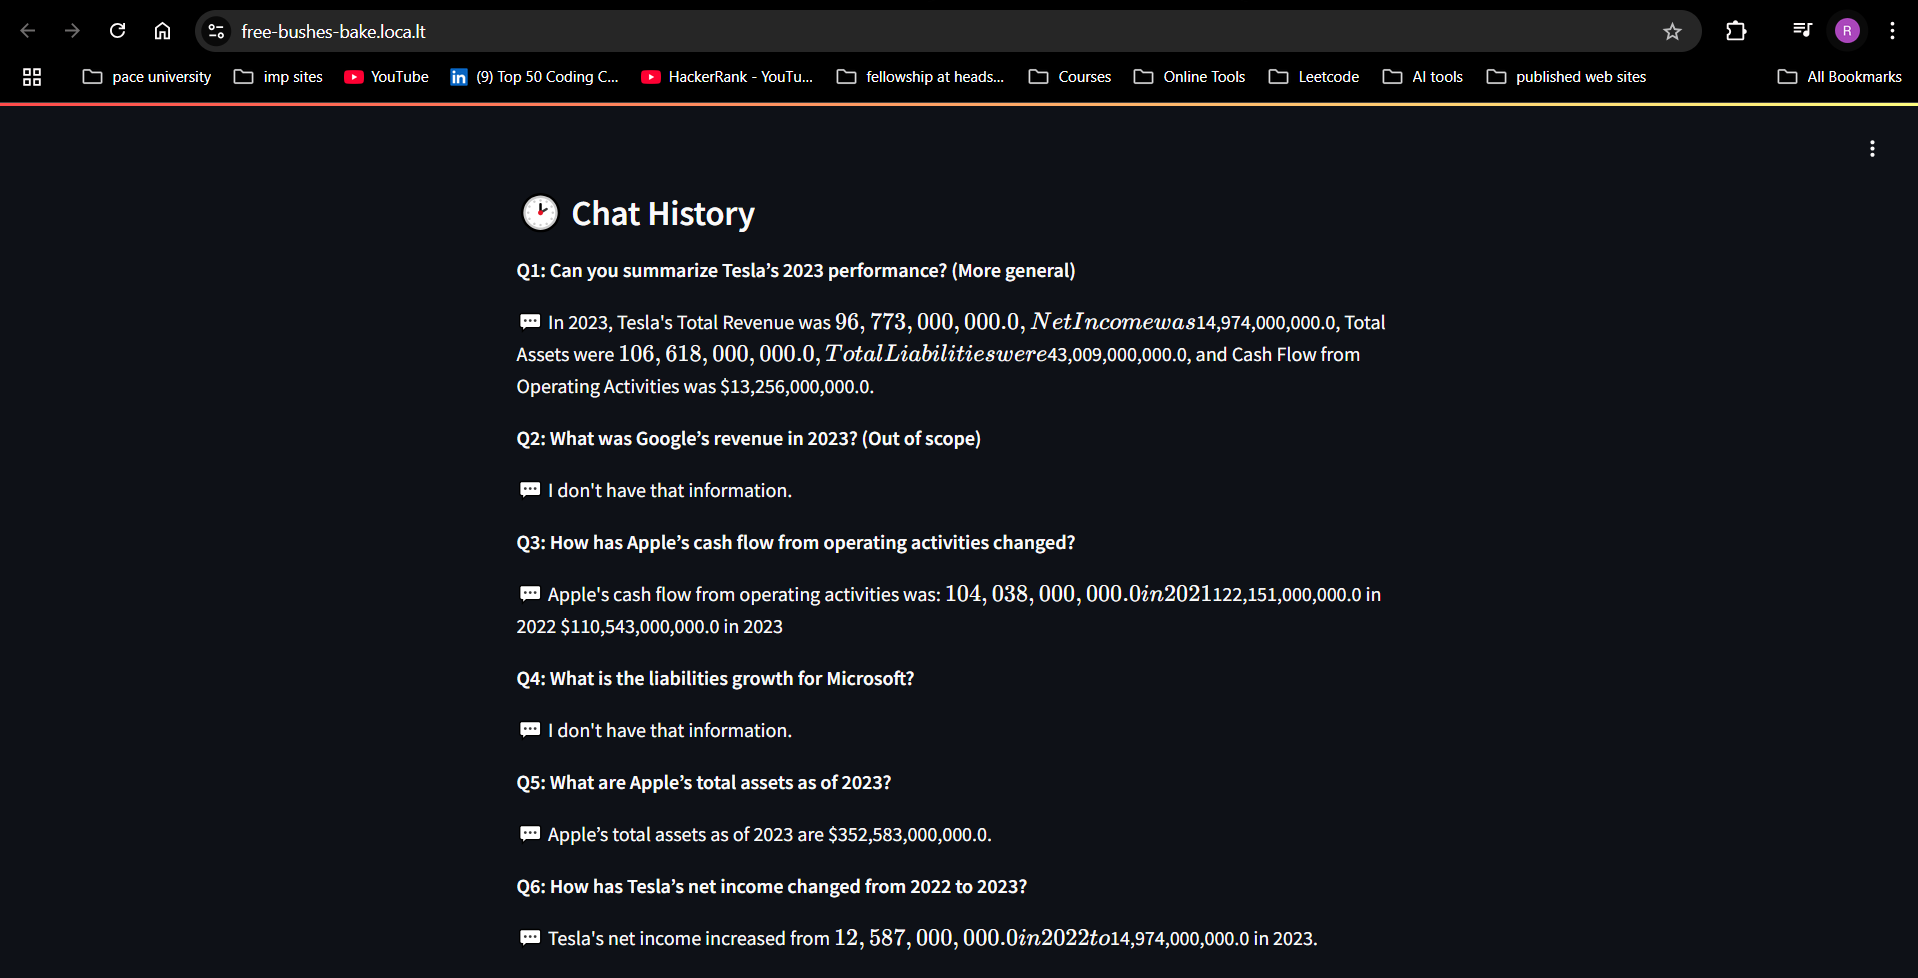 free-bushes-bake.loca.lt
R
pace university
imp sites
YouTube
in (9) Top 50 Coding C...
HackerRank - YouTu...
fellowship at heads...
Courses
Online Tools
Leetcode
AI tools
published web sites
All Bookmarks
Chat History
Q1: Can you summarize Tesla’s 2023 performance? (More general)
In 2023, Tesla's Total Revenue was 96, 773, 000, 000.0, NetIncomewas14,974,000,000.0, Total
Assets were 106, 618, 000, 000.0, TotalLiabilitieswere43,009,000,000.0, and Cash Flow from
Operating Activities was $13,256,000,000.0.
Q2: What was Google’s revenue in 2023? (Out of scope)
I don't have that information.
Q3: How has Apple’s cash flow from operating activities changed?
Apple's cash flow from operating activities was: 104, 038, 000, 000.0in2021122,151,000,000.0 in
2022 $110,543,000,000.0 in 2023
Q4: What is the liabilities growth for Microsoft?
I don't have that information.
Q5: What are Apple’s total assets as of 2023?
Apple’s total assets as of 2023 are $352,583,000,000.0.
Q6: How has Tesla’s net income changed from 2022 to 2023?
Tesla's net income increased from 12, 587, 000, 000.0in2022to14,974,000,000.0 in 2023.